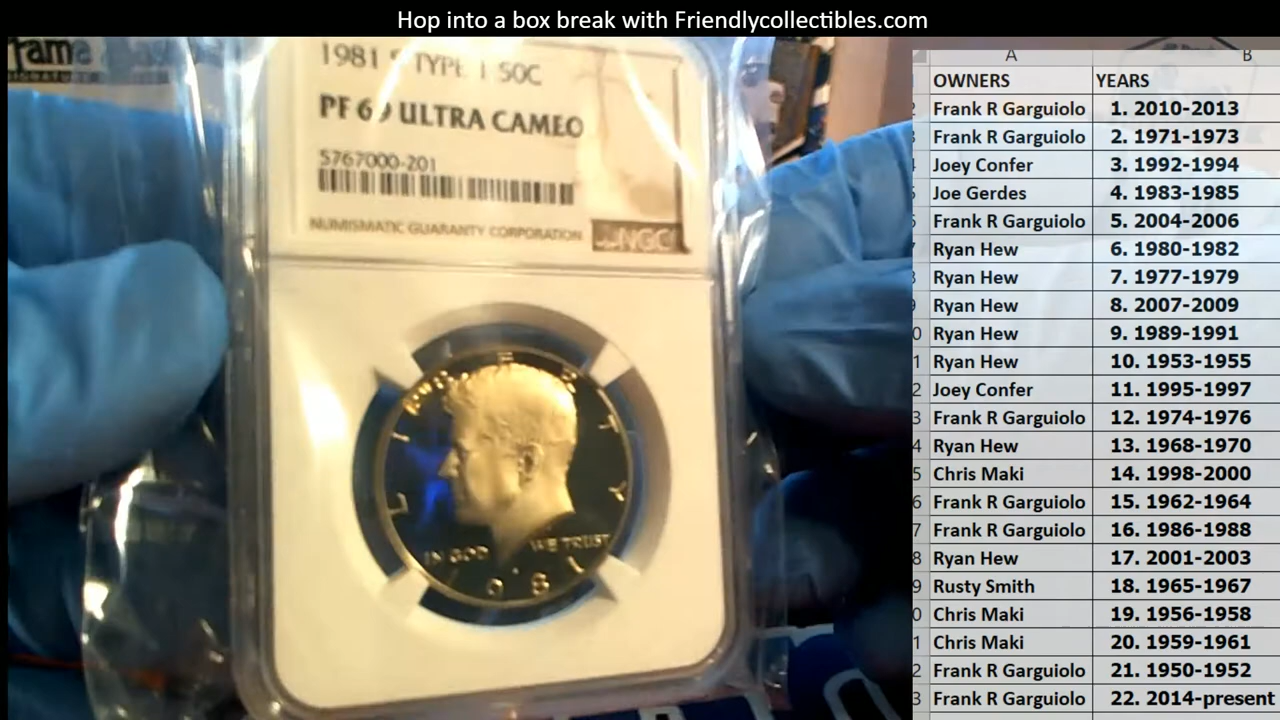 Hop into a box break with Friendlycollectibles.com
fame
1981 S TYPE 1 50C
PF 69 ULTRA CAMEO
5767000-201
NUMISMATIC GUARANTY CORPORATION
NGC
IN GOD WE TRUST
1981
A B
OWNERS YEARS
Frank R Garguiolo 1. 2010-2013
Frank R Garguiolo 2. 1971-1973
Joey Confer 3. 1992-1994
Joe Gerdes 4. 1983-1985
Frank R Garguiolo 5. 2004-2006
Ryan Hew 6. 1980-1982
Ryan Hew 7. 1977-1979
Ryan Hew 8. 2007-2009
Ryan Hew 9. 1989-1991
Ryan Hew 10. 1953-1955
Joey Confer 11. 1995-1997
Frank R Garguiolo 12. 1974-1976
Ryan Hew 13. 1968-1970
Chris Maki 14. 1998-2000
Frank R Garguiolo 15. 1962-1964
Frank R Garguiolo 16. 1986-1988
Ryan Hew 17. 2001-2003
Rusty Smith 18. 1965-1967
Chris Maki 19. 1956-1958
Chris Maki 20. 1959-1961
Frank R Garguiolo 21. 1950-1952
Frank R Garguiolo 22. 2014-present